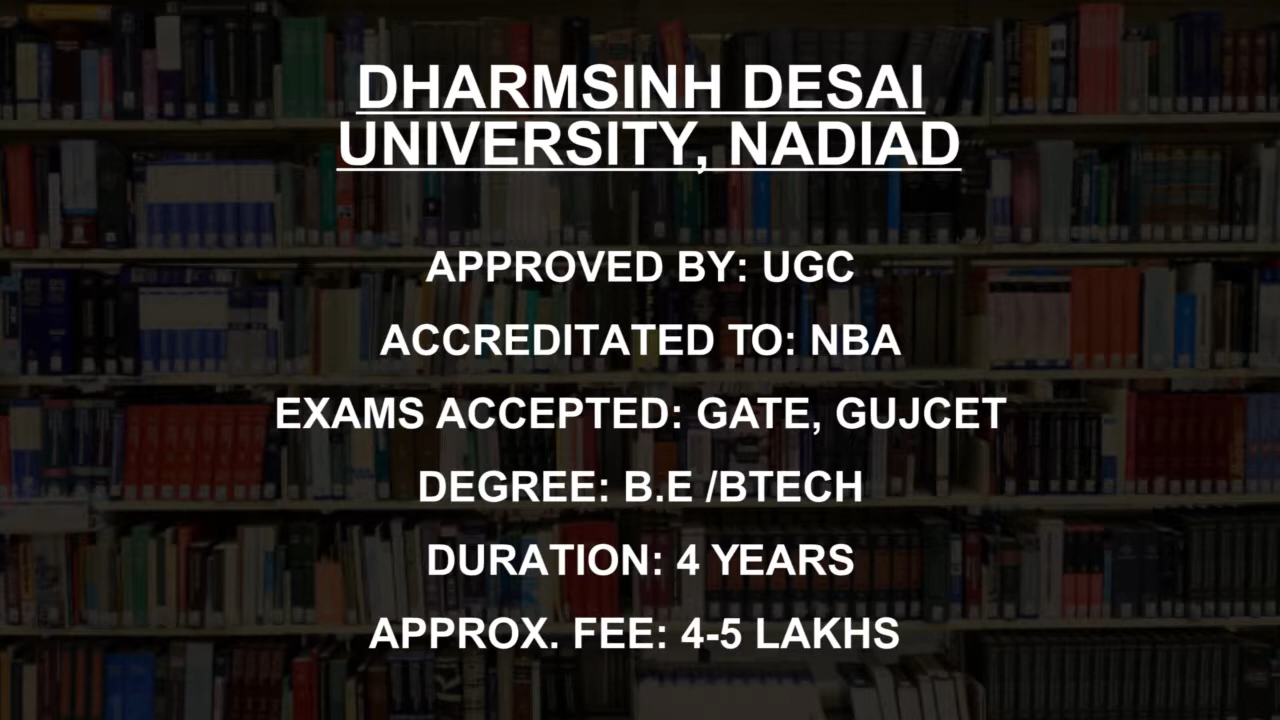 DHARMSINH DESAI
UNIVERSITY, NADIAD
APPROVED BY: UGC
ACCREDITATED TO: NBA
EXAMS ACCEPTED: GATE, GUJCET
DEGREE: B.E /BTECH
DURATION: 4 YEARS
APPROX. FEE: 4-5 LAKHS